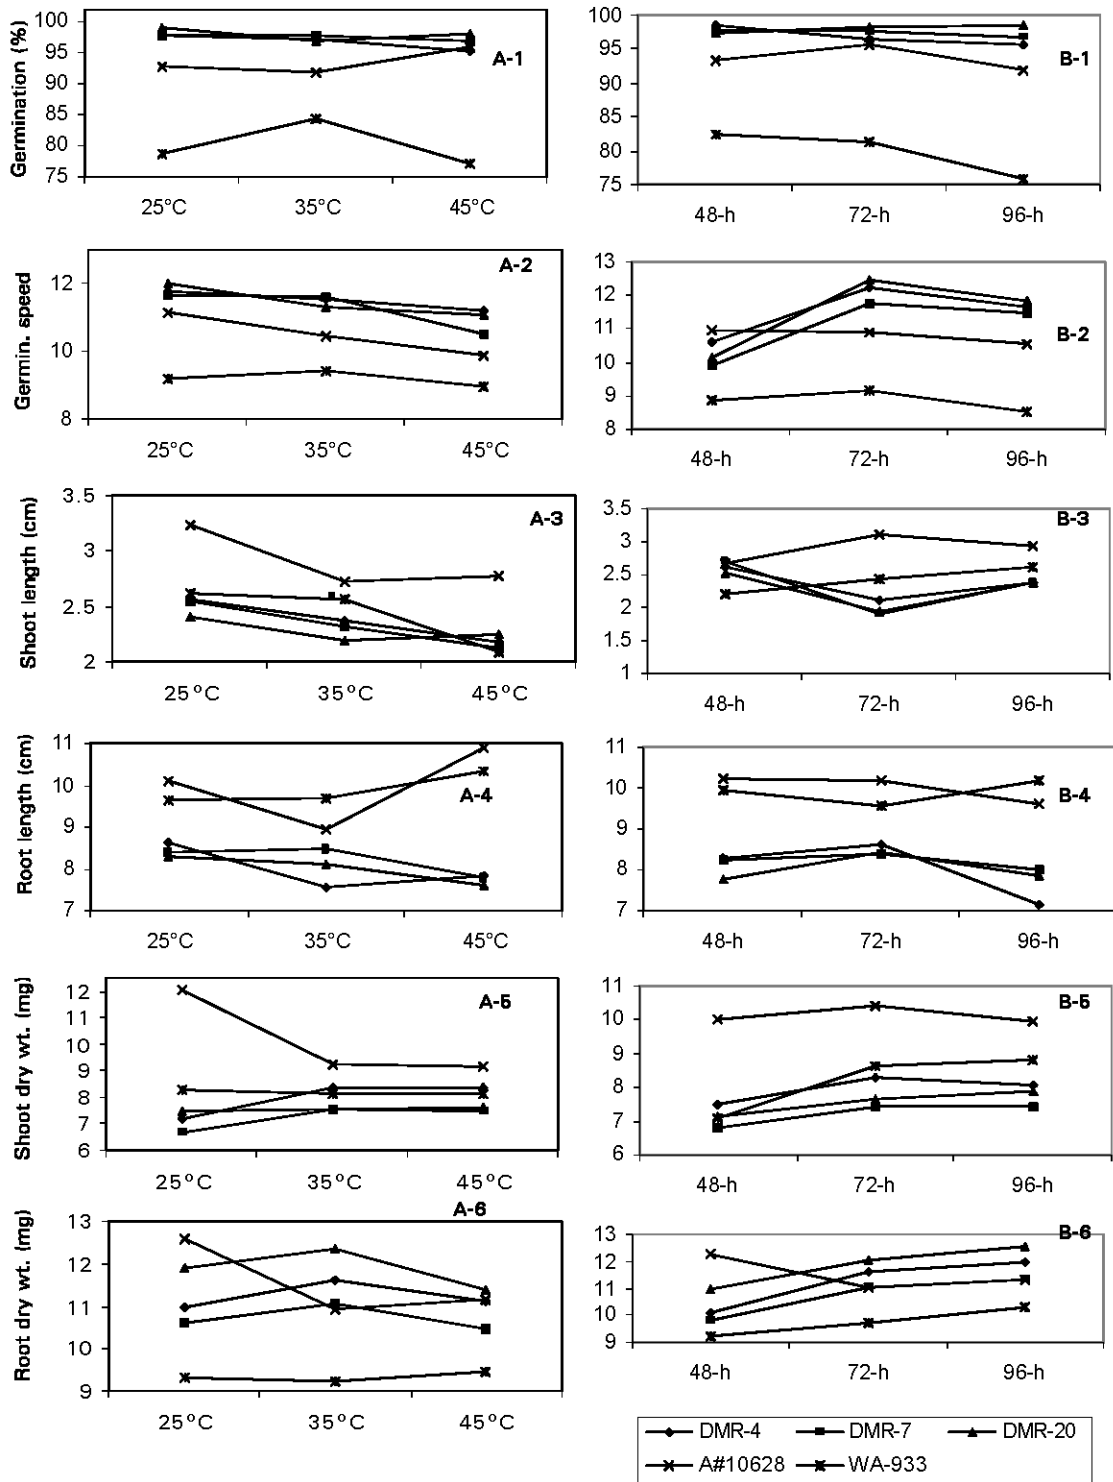 Germination (%)
100
95
90
85
80
75
A-1
25°C 35°C 45°C
100
95
90
85
80
75
B-1
48-h 72-h 96-h
Germin. speed
12
10
8
A-2
25°C 35°C 45°C
13
12
11
10
9
8
B-2
48-h 72-h 96-h
Shoot length (cm)
3.5
3
2.5
2
A-3
25°C 35°C 45°C
3.5
3
2.5
2
1.5
1
B-3
48-h 72-h 96-h
Root length (cm)
11
10
9
8
7
A-4
25°C 35°C 45°C
11
10
9
8
7
B-4
48-h 72-h 96-h
Shoot dry wt. (mg)
12
11
10
9
8
7
6
A-5
25°C 35°C 45°C
11
10
9
8
7
6
B-5
48-h 72-h 96-h
Root dry wt. (mg)
13
12
11
10
9
A-6
25°C 35°C 45°C
13
12
11
10
9
B-6
48-h 72-h 96-h
DMR-4 DMR-7 DMR-20
A#10628 WA-933